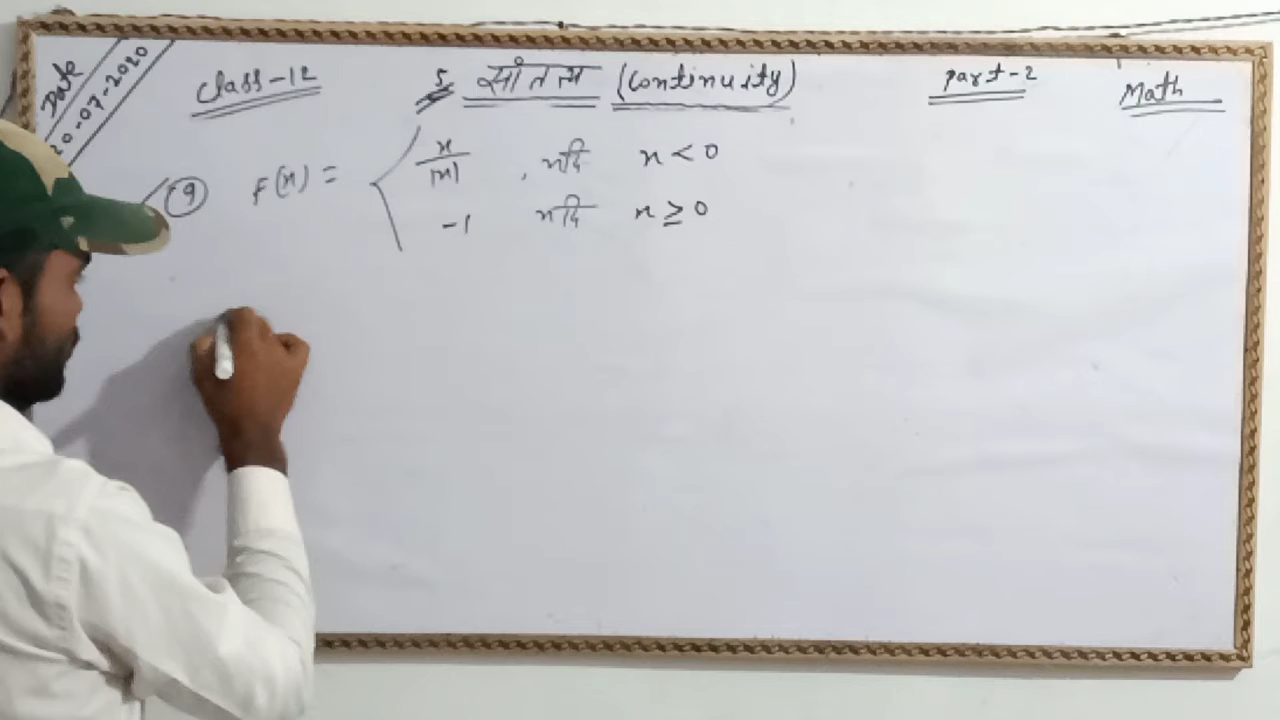 Date
20-07-2020
Class-12
5. सांतत्य (Continuity)
part-2
Math
(9) F(x) = { x/|x| , यदि x < 0
-1 यदि x ≥ 0